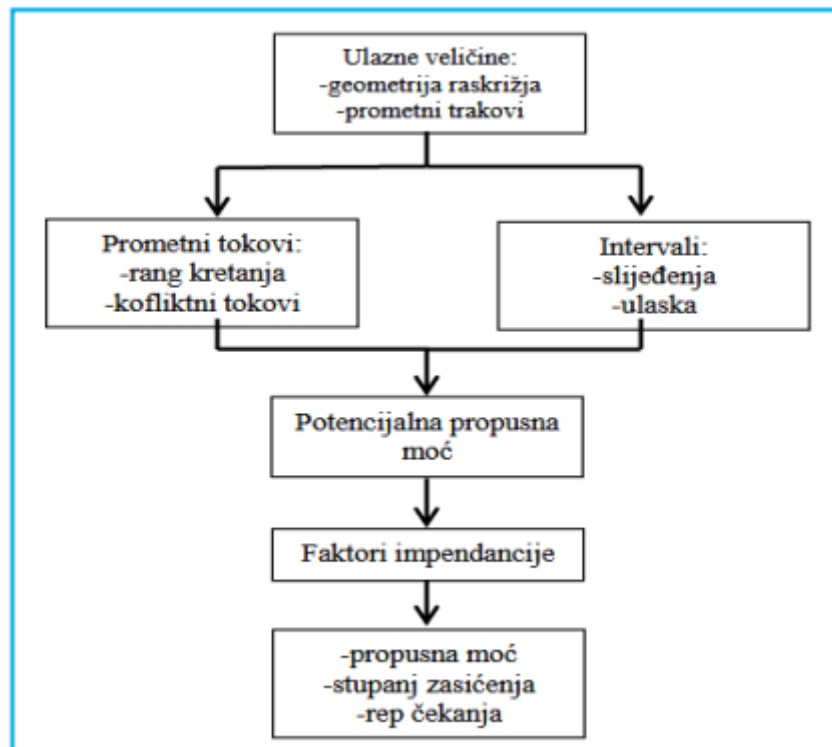 Ulazne veličine:
-geometrija raskrižja
-prometni trakovi
Prometni tokovi:
-rang kretanja
-kofliktni tokovi
Intervali:
-slijeđenja
-ulaska
Potencijalna propusna
moć
Faktori impendancije
-propusna moć
-stupanj zasićenja
-rep čekanja